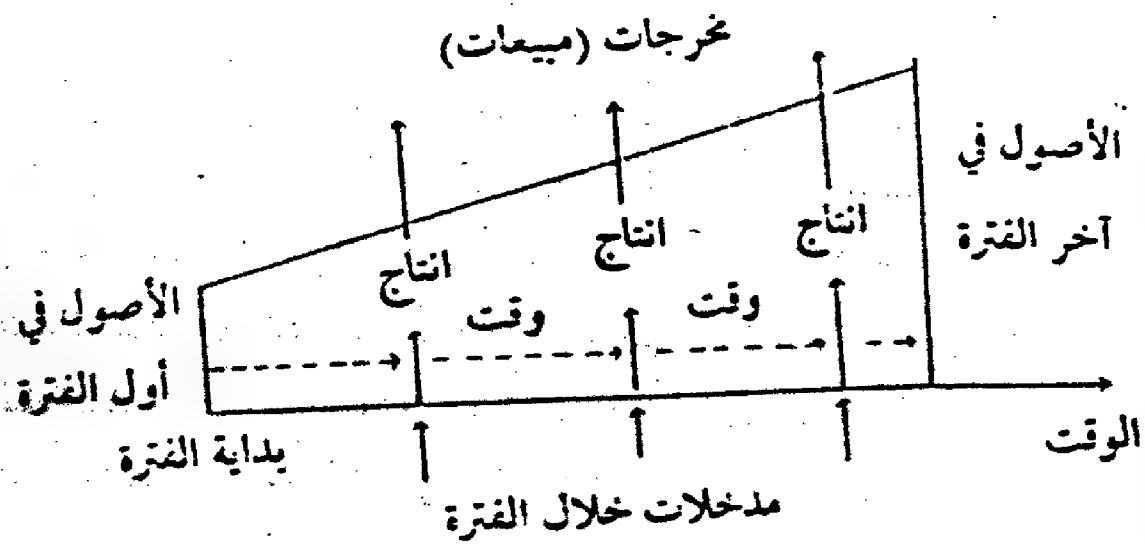 مخرجات (مبيعات)
الأصول في
آخر الفترة
انتاج
انتاج
انتاج
وقت
وقت
الأصول في
أول الفترة
بداية الفترة
الوقت
مدخلات خلال الفترة